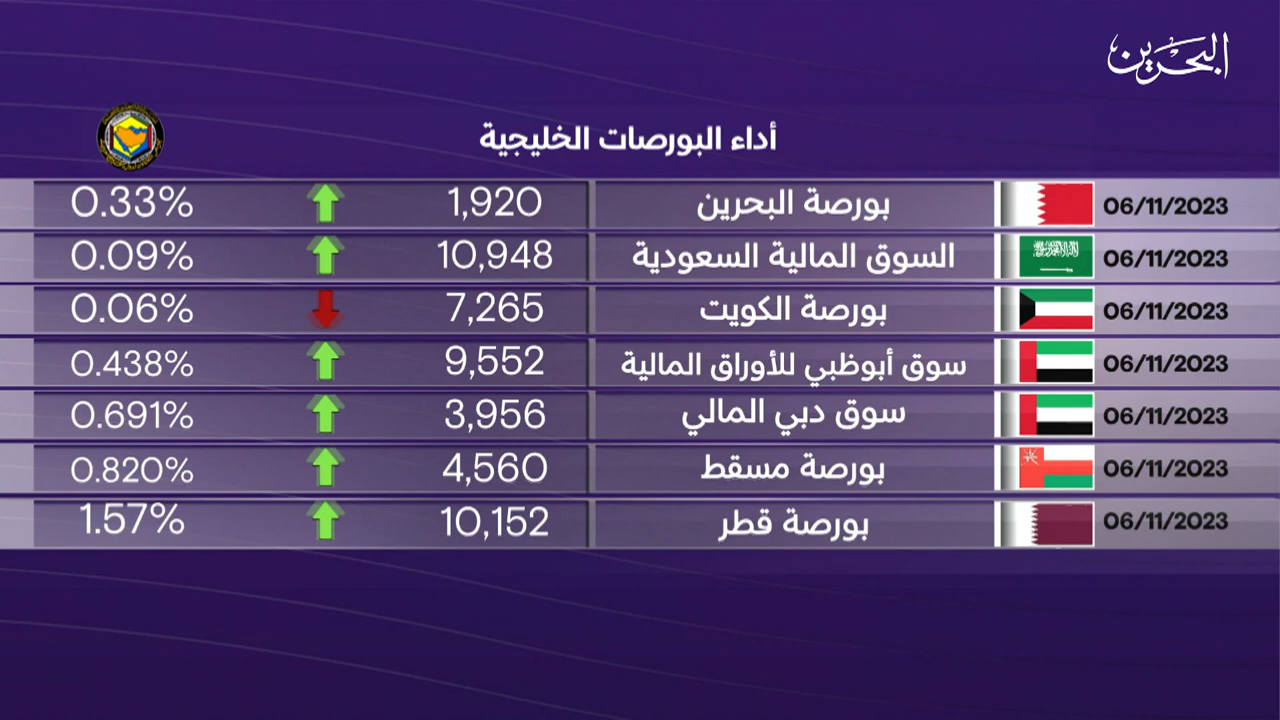 البحرين
أداء البورصات الخليجية
06/11/2023 بورصة البحرين 1,920 0.33%
06/11/2023 السوق المالية السعودية 10,948 0.09%
06/11/2023 بورصة الكويت 7,265 0.06%
06/11/2023 سوق أبوظبي للأوراق المالية 9,552 0.438%
06/11/2023 سوق دبي المالي 3,956 0.691%
06/11/2023 بورصة مسقط 4,560 0.820%
06/11/2023 بورصة قطر 10,152 1.57%